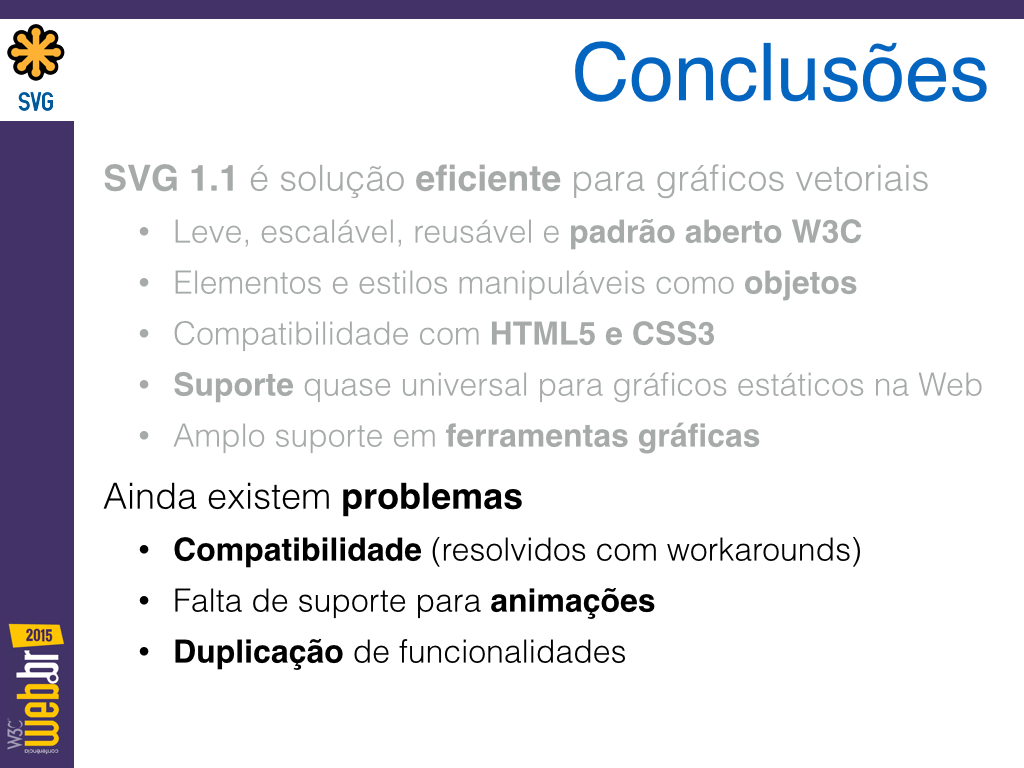 SVG
Conclusões
SVG 1.1 é solução eficiente para gráficos vetoriais
• Leve, escalável, reusável e padrão aberto W3C
• Elementos e estilos manipuláveis como objetos
• Compatibilidade com HTML5 e CSS3
• Suporte quase universal para gráficos estáticos na Web
• Amplo suporte em ferramentas gráficas
Ainda existem problemas
• Compatibilidade (resolvidos com workarounds)
• Falta de suporte para animações
• Duplicação de funcionalidades
2015
W3C
web.br
conferência